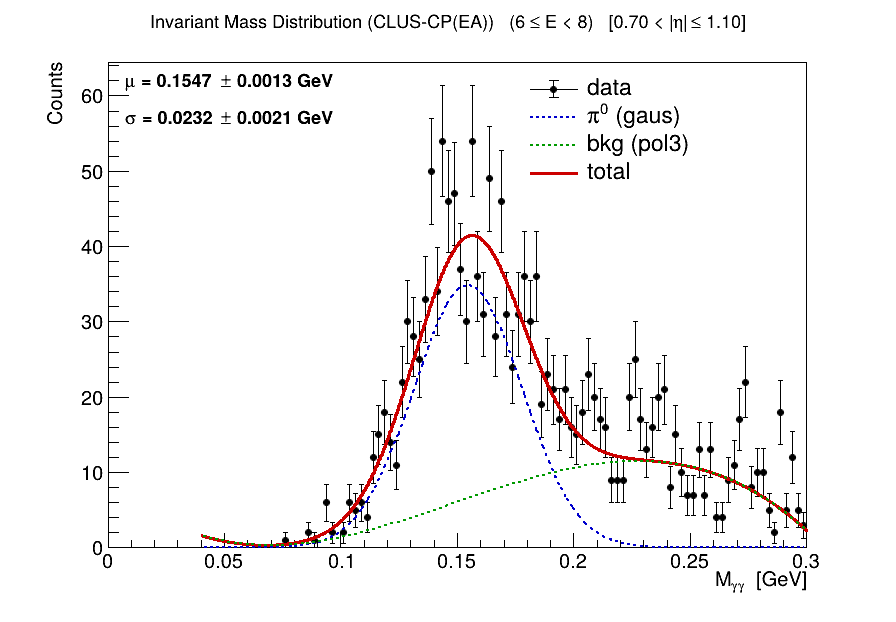 Invariant Mass Distribution (CLUS-CP(EA)) (6 ≤ E < 8) [0.70 < |η| ≤ 1.10]
Counts
μ = 0.1547 ± 0.0013 GeV
σ = 0.0232 ± 0.0021 GeV
data
π⁰ (gaus)
bkg (pol3)
total
60
50
40
30
20
10
0
0 0.05 0.1 0.15 0.2 0.25 0.3
M_γγ [GeV]